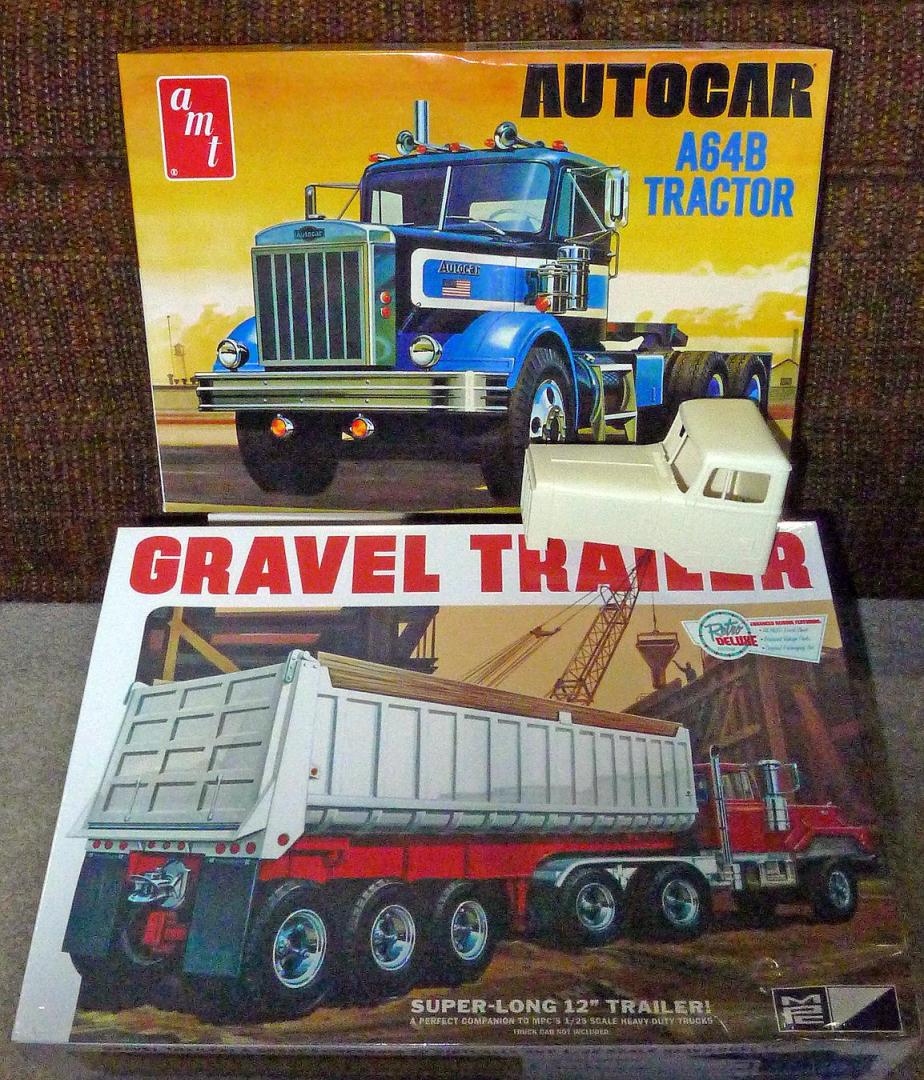 amt
®
AUTOCAR
A64B
TRACTOR
Autocar
Autocar
GRAVEL TRAILER
Retro
DELUXE
SUPER-LONG 12" TRAILER!
A PERFECT COMPANION TO MPC'S 1/25 SCALE HEAVY-DUTY TRUCKS
TRUCK CAB NOT INCLUDED
MPC